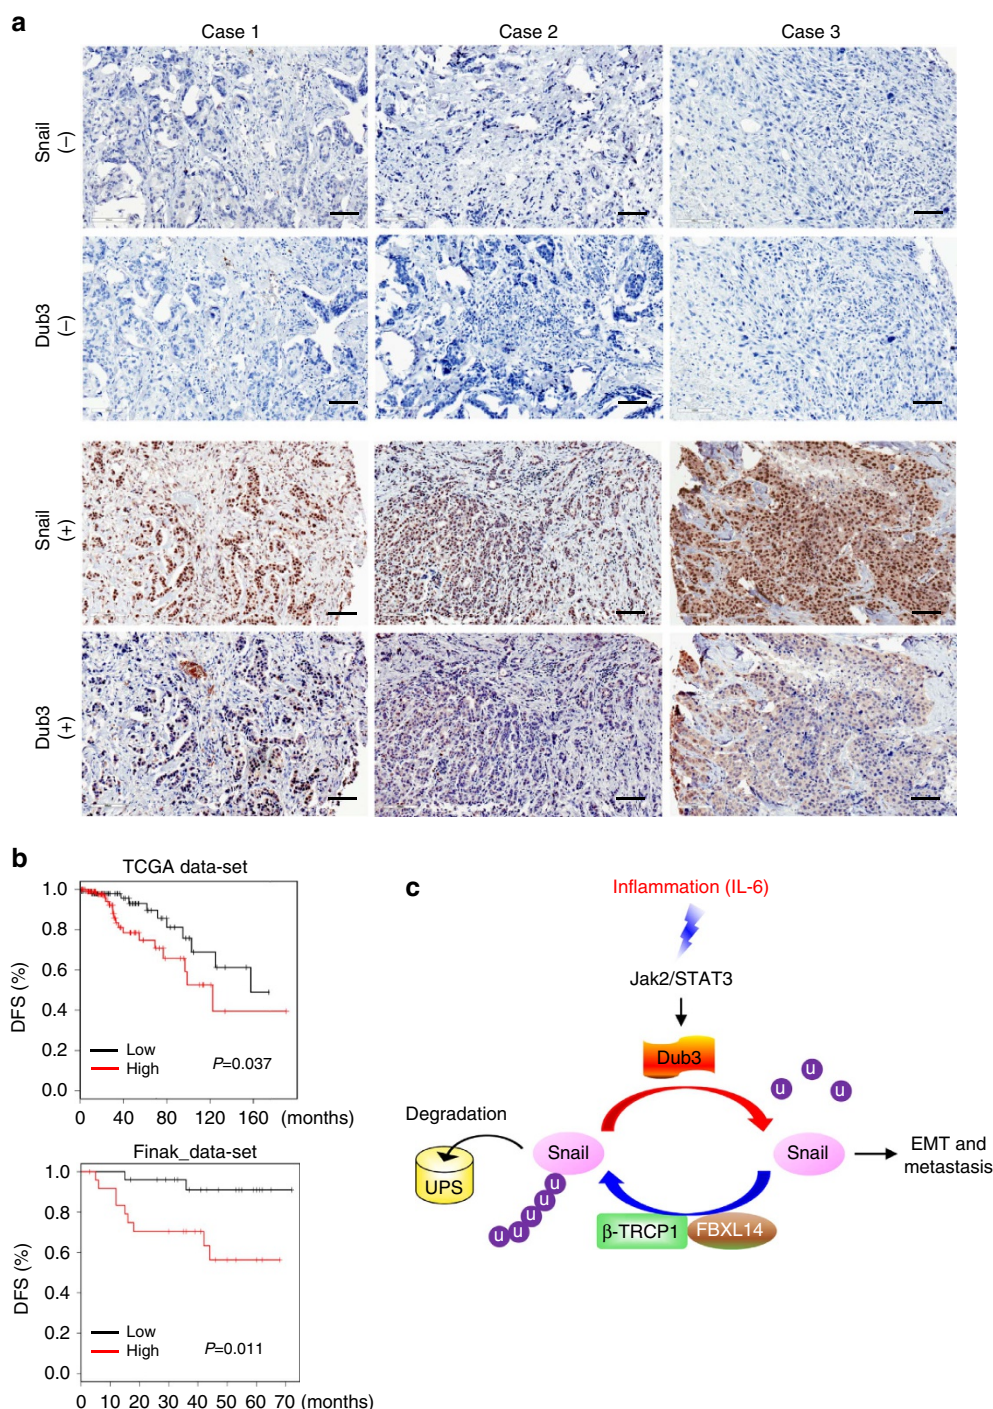 a
Case 1
Case 2
Case 3
Snail
(–)
Dub3
(–)
Snail
(+)
Dub3
(+)
b
TCGA data-set
DFS (%)
1.0
0.8
0.6
0.4
0.2
0.0
Low
High
P=0.037
0 40 80 120 160 (months)
Finak_data-set
DFS (%)
1.0
0.8
0.6
0.4
0.2
0.0
Low
High
P=0.011
0 10 20 30 40 50 60 70 (months)
c
Inflammation (IL-6)
Jak2/STAT3
Dub3
u
u
u
Degradation
UPS
Snail
Snail
EMT and
metastasis
u
u
u
u
u
β-TRCP1
FBXL14